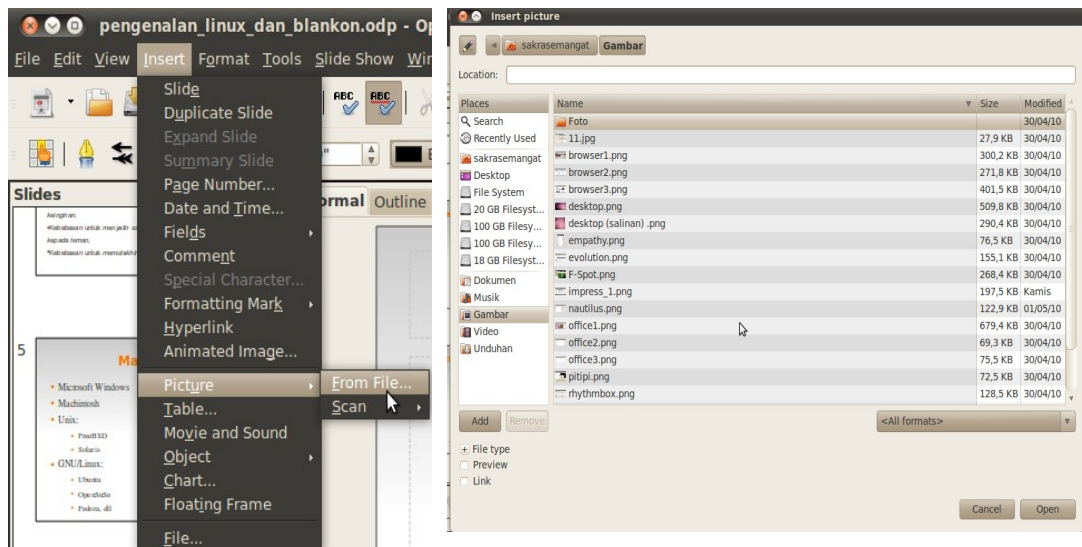 pengenalan_linux_dan_blankon.odp - Op
File Edit View Insert Format Tools Slide Show Wir
Slide
Duplicate Slide
Expand Slide
Summary Slide
Page Number...
Date and Time...
Fields
Comment
Special Character...
Formatting Mark
Hyperlink
Animated Image...
Picture
Table...
Movie and Sound
Object
Chart...
Floating Frame
File...
From File...
Scan
ABC ABC
Slides
ormal Outline
keinginan,
•Kebebasan untuk menyalin
kepada teman,
•Kebebasan untuk memutakhir
5
Ma
• Microsoft Windows
• Machintosh
• Unix:
• FreeBSD
• Solaris
• GNU/Linux:
• Ubuntu
• OpenSuSe
• Fedora, dll
Insert picture
sakrasemangat Gambar
Location:
Places
Search
Recently Used
sakrasemangat
Desktop
File System
20 GB Filesyst...
100 GB Filesy...
100 GB Filesy...
18 GB Filesyst...
Dokumen
Musik
Gambar
Video
Unduhan
Name Size Modified
Foto 30/04/10
11.jpg 27,9 KB 30/04/10
browser1.png 300,2 KB 30/04/10
browser2.png 271,8 KB 30/04/10
browser3.png 401,5 KB 30/04/10
desktop.png 509,8 KB 30/04/10
desktop (salinan) .png 290,4 KB 30/04/10
empathy.png 76,5 KB 30/04/10
evolution.png 155,1 KB 30/04/10
F-Spot.png 268,4 KB 30/04/10
impress_1.png 197,5 KB Kamis
nautilus.png 122,9 KB 01/05/10
office1.png 679,4 KB 30/04/10
office2.png 69,3 KB 30/04/10
office3.png 75,5 KB 30/04/10
pitipi.png 72,5 KB 30/04/10
rhythmbox.png 128,5 KB 30/04/10
Add Remove <All formats>
File type
Preview
Link
Cancel Open